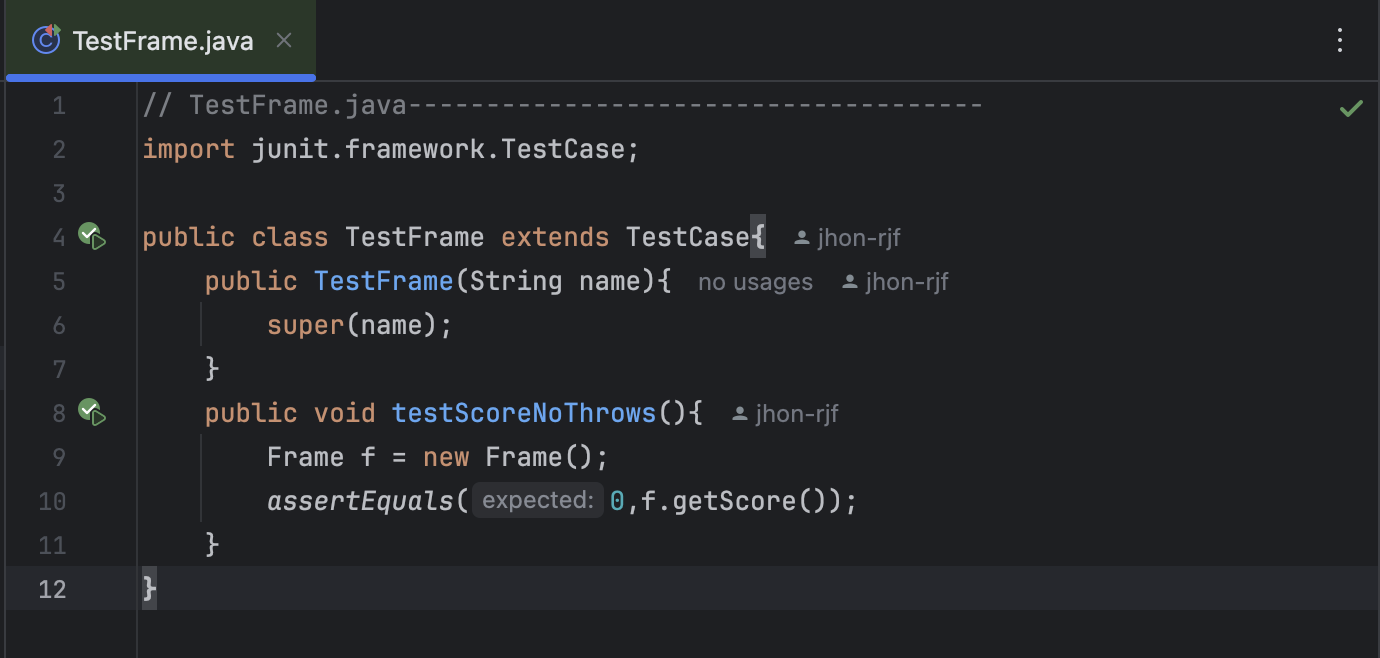 TestFrame.java
1 // TestFrame.java-------------------------------------
2 import junit.framework.TestCase;
3
4 public class TestFrame extends TestCase{ jhon-rjf
5 public TestFrame(String name){ no usages jhon-rjf
6 super(name);
7 }
8 public void testScoreNoThrows(){ jhon-rjf
9 Frame f = new Frame();
10 assertEquals( expected: 0,f.getScore());
11 }
12 }